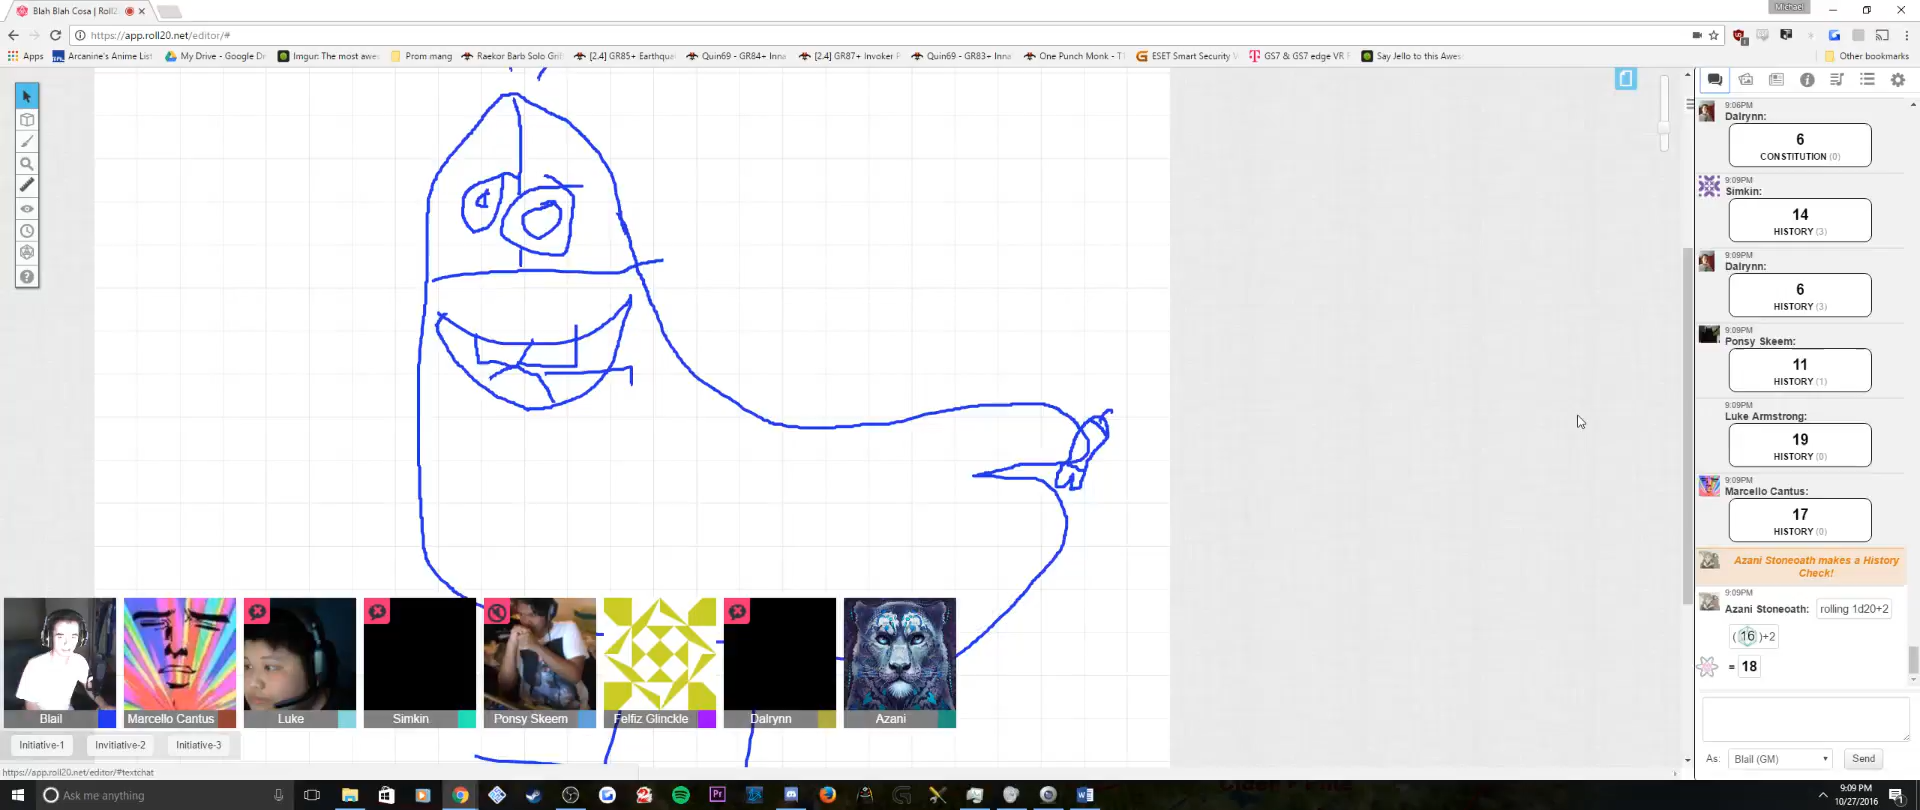 Blah Blah Cosa | Roll2
Michael
https://app.roll20.net/editor/#
Apps
Arcanine's Anime List
My Drive - Google Dr
Imgur: The most awe
Prom mang
Raekor Barb Solo Gri
[2.4] GR85+ Earthqua
Quin69 - GR84+ Inna
[2.4] GR87+ Invoker P
Quin69 - GR83+ Inna
One Punch Monk - T
ESET Smart Security
GS7 & GS7 edge VR F
Say Jello to this Awes
Other bookmarks
9:06PM
Dalrynn:
6
CONSTITUTION (0)
9:09PM
Simkin:
14
HISTORY (3)
9:09PM
Dalrynn:
6
HISTORY (3)
9:09PM
Ponsy Skeem:
11
HISTORY (1)
9:09PM
Luke Armstrong:
19
HISTORY (0)
9:09PM
Marcello Cantus:
17
HISTORY (0)
Azani Stoneoath makes a History
Check!
9:09PM
Azani Stoneoath: rolling 1d20+2
(16)+2
= 18
Blail
Marcello Cantus
Luke
Simkin
Ponsy Skeem
Felfiz Glinckle
Dalrynn
Azani
Initiative-1
Invitiative-2
Initiative-3
As: Blail (GM) Send
https://app.roll20.net/editor/#textchat
Ask me anything
9:09 PM
10/27/2016